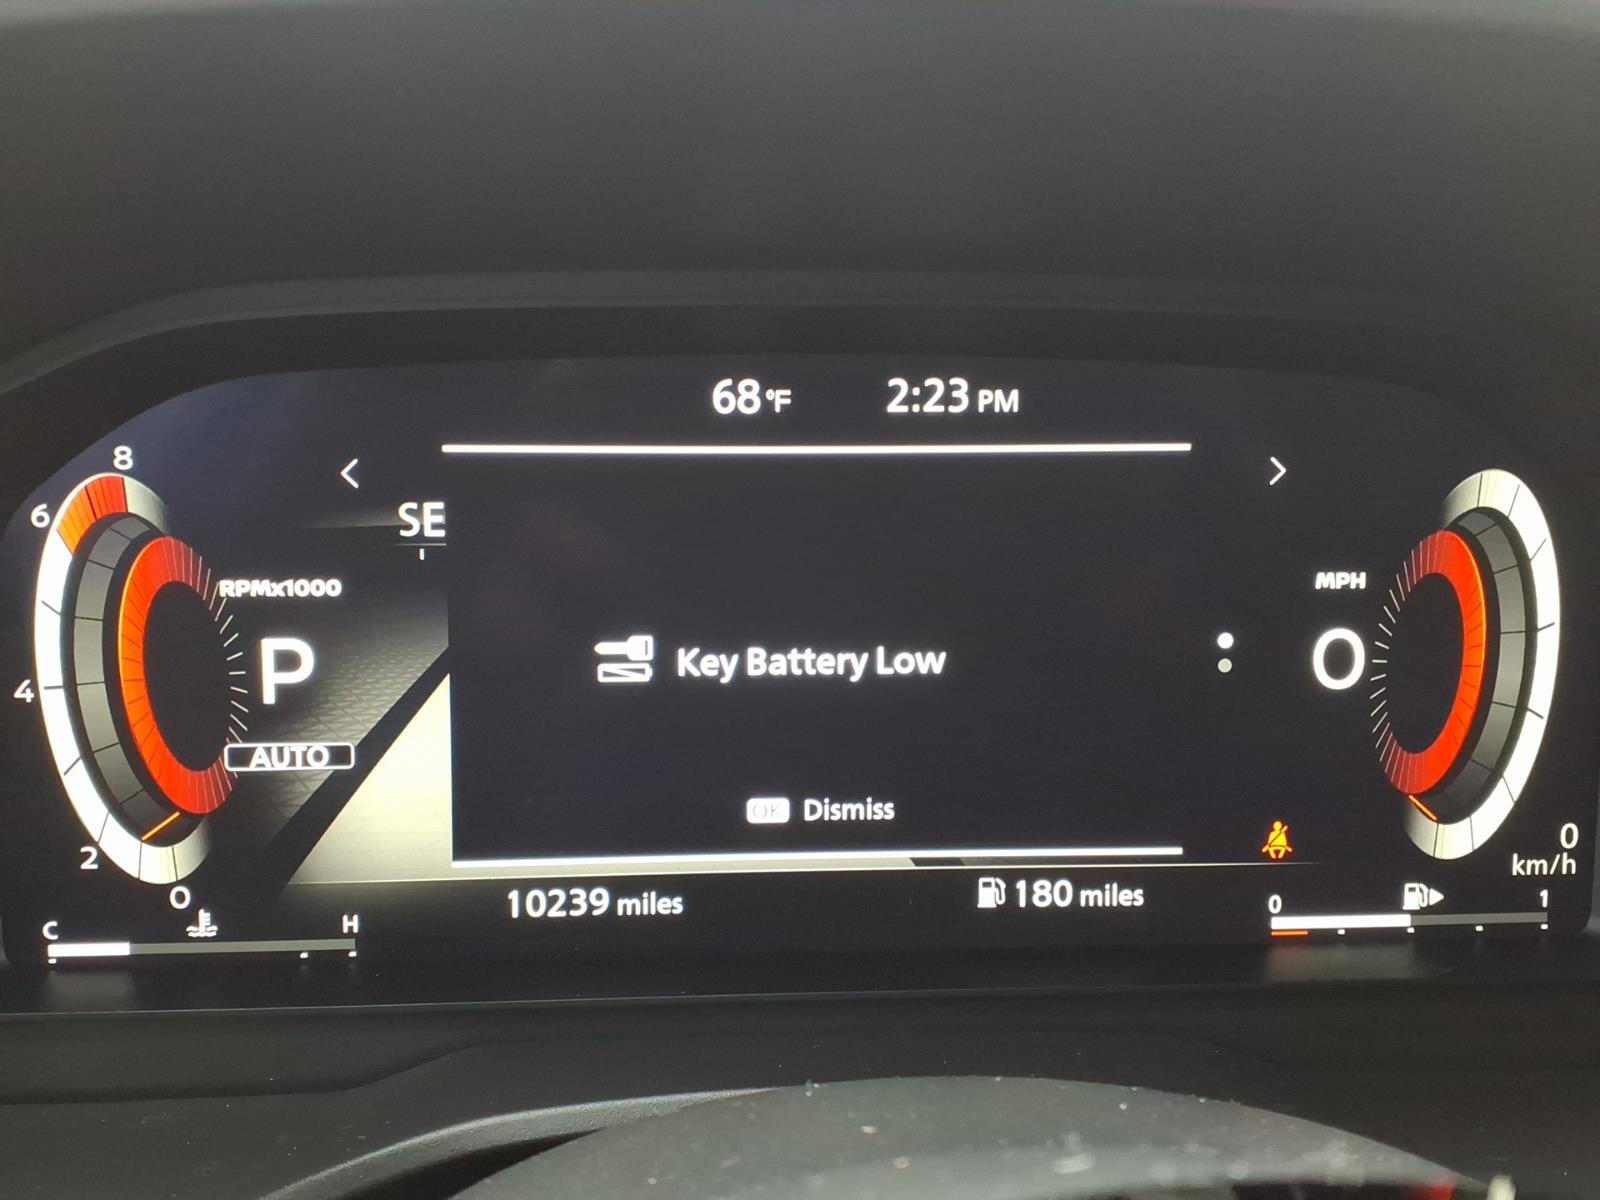 68°F 2:23 PM
SE
8
6
4
2
0
RPMx1000
P
AUTO
Key Battery Low
OK Dismiss
MPH
0
0
km/h
10239 miles
180 miles
C H
0 1